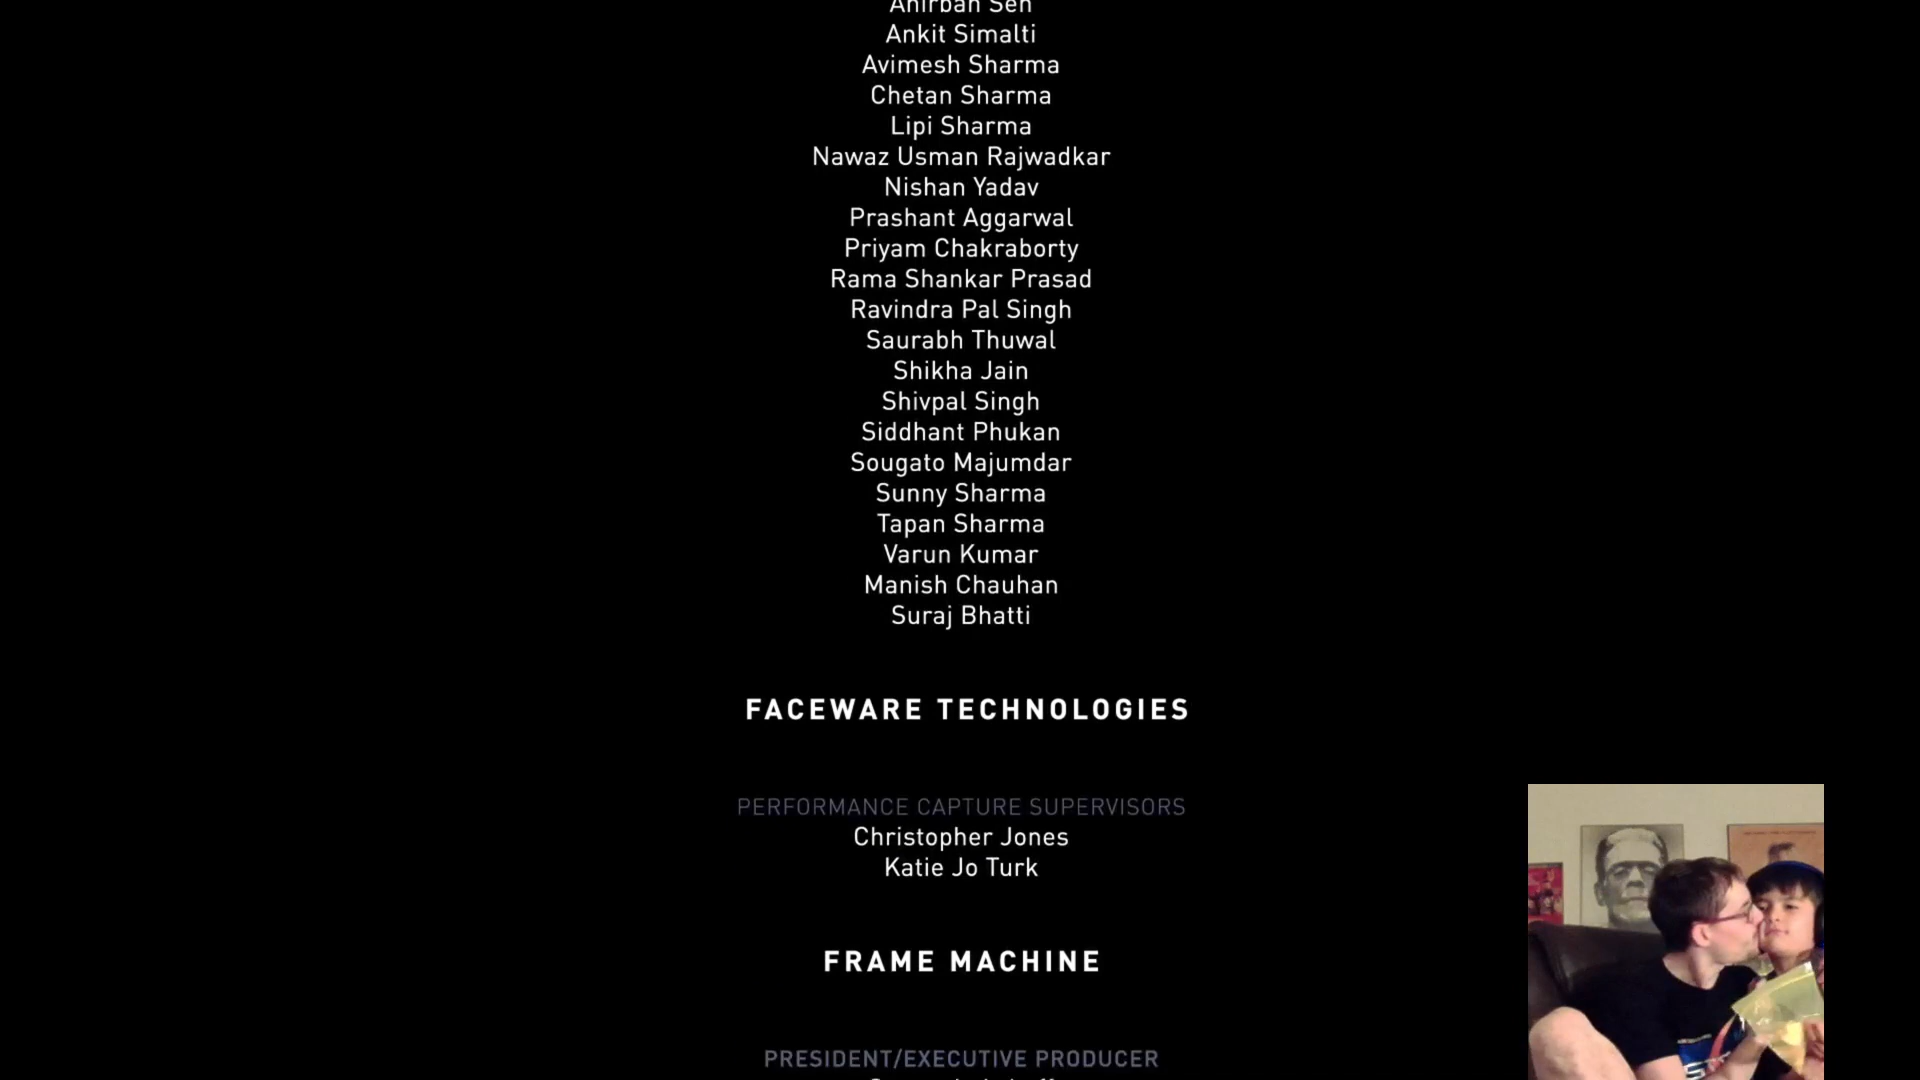 Anirban Sen
Ankit Simalti
Avimesh Sharma
Chetan Sharma
Lipi Sharma
Nawaz Usman Rajwadkar
Nishan Yadav
Prashant Aggarwal
Priyam Chakraborty
Rama Shankar Prasad
Ravindra Pal Singh
Saurabh Thuwal
Shikha Jain
Shivpal Singh
Siddhant Phukan
Sougato Majumdar
Sunny Sharma
Tapan Sharma
Varun Kumar
Manish Chauhan
Suraj Bhatti
FACEWARE TECHNOLOGIES
PERFORMANCE CAPTURE SUPERVISORS
Christopher Jones
Katie Jo Turk
FRAME MACHINE
PRESIDENT/EXECUTIVE PRODUCER